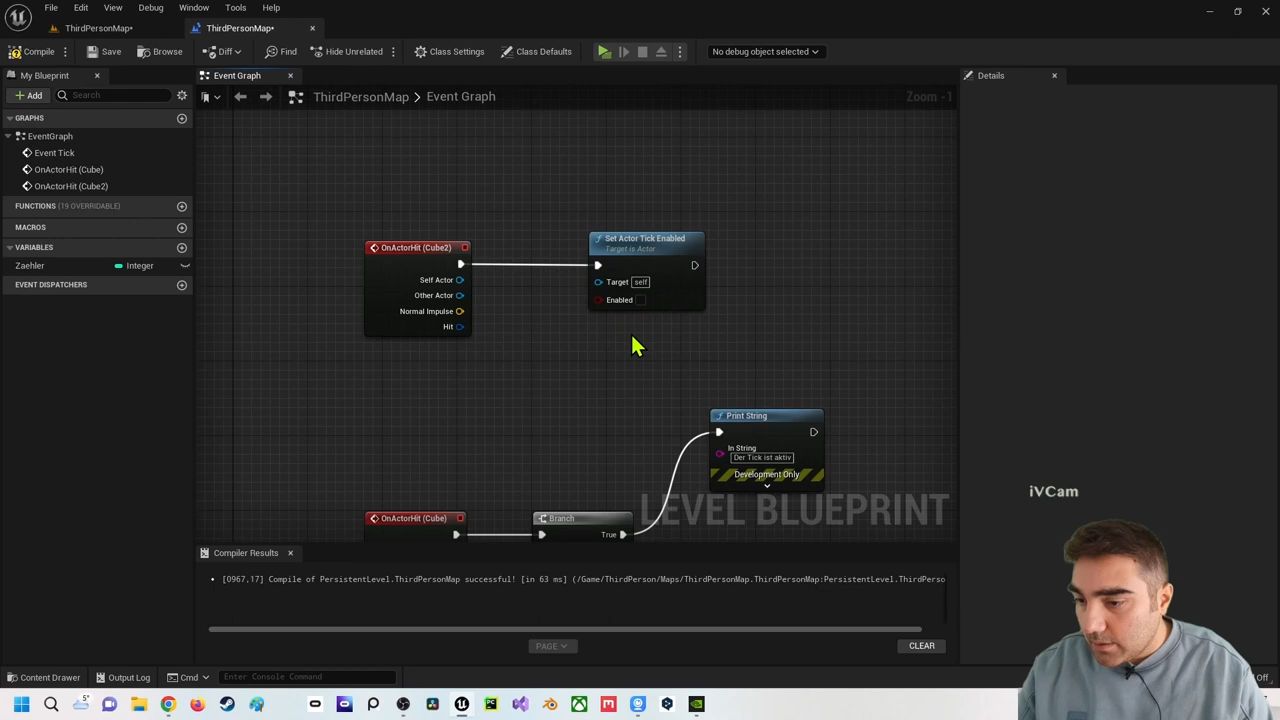 File Edit View Debug Window Tools Help
ThirdPersonMap•
ThirdPersonMap•
Compile Save Browse Diff Find Hide Unrelated Class Settings Class Defaults No debug object selected
My Blueprint
Event Graph
Details
Add Search
ThirdPersonMap > Event Graph
Zoom -1
GRAPHS
EventGraph
Event Tick
OnActorHit (Cube)
OnActorHit (Cube2)
FUNCTIONS (19 OVERRIDABLE)
MACROS
VARIABLES
Zaehler Integer
EVENT DISPATCHERS
OnActorHit (Cube2)
Self Actor
Other Actor
Normal Impulse
Hit
Set Actor Tick Enabled
Target is Actor
Target self
Enabled
Print String
In String
Der Tick ist aktiv
Development Only
OnActorHit (Cube)
Branch
True
LEVEL BLUEPRINT
iVCam
Compiler Results
[0967,17] Compile of PersistentLevel.ThirdPersonMap successful! [in 63 ms] (/Game/ThirdPerson/Maps/ThirdPersonMap.ThirdPersonMap:PersistentLevel.ThirdPerso
PAGE
CLEAR
Content Drawer Output Log Cmd Enter Console Command
Off
5°